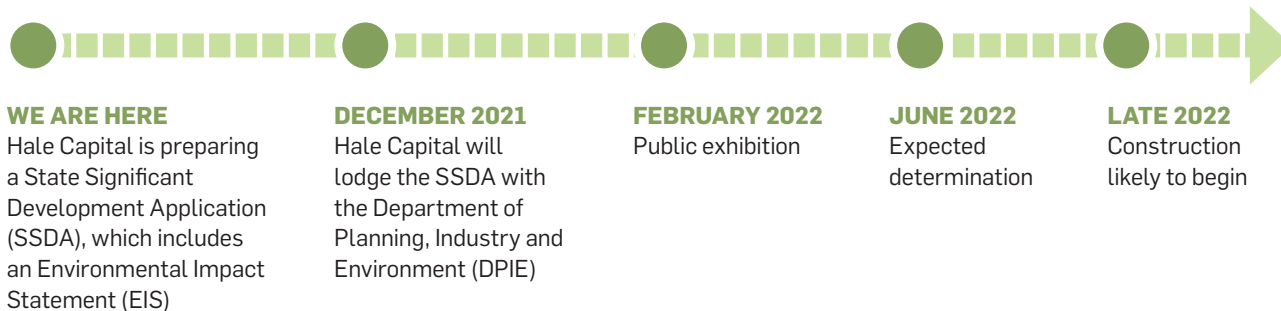 WE ARE HERE
Hale Capital is preparing
a State Significant
Development Application
(SSDA), which includes
an Environmental Impact
Statement (EIS)
DECEMBER 2021
Hale Capital will
lodge the SSDA with
the Department of
Planning, Industry and
Environment (DPIE)
FEBRUARY 2022
Public exhibition
JUNE 2022
Expected
determination
LATE 2022
Construction
likely to begin